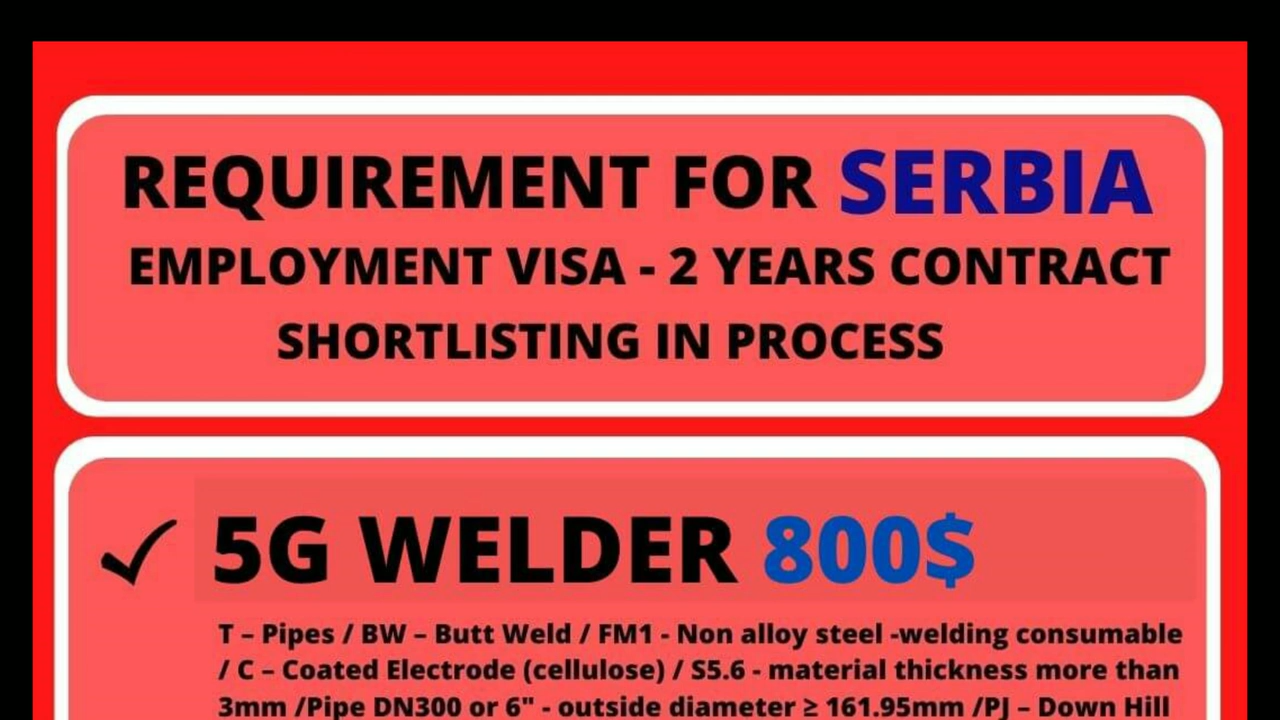 REQUIREMENT FOR SERBIA
EMPLOYMENT VISA - 2 YEARS CONTRACT
SHORTLISTING IN PROCESS
5G WELDER 800$
T – Pipes / BW – Butt Weld / FM1 - Non alloy steel -welding consumable
/ C – Coated Electrode (cellulose) / S5.6 - material thickness more than
3mm /Pipe DN300 or 6" - outside diameter ≥ 161.95mm /PJ – Down Hill